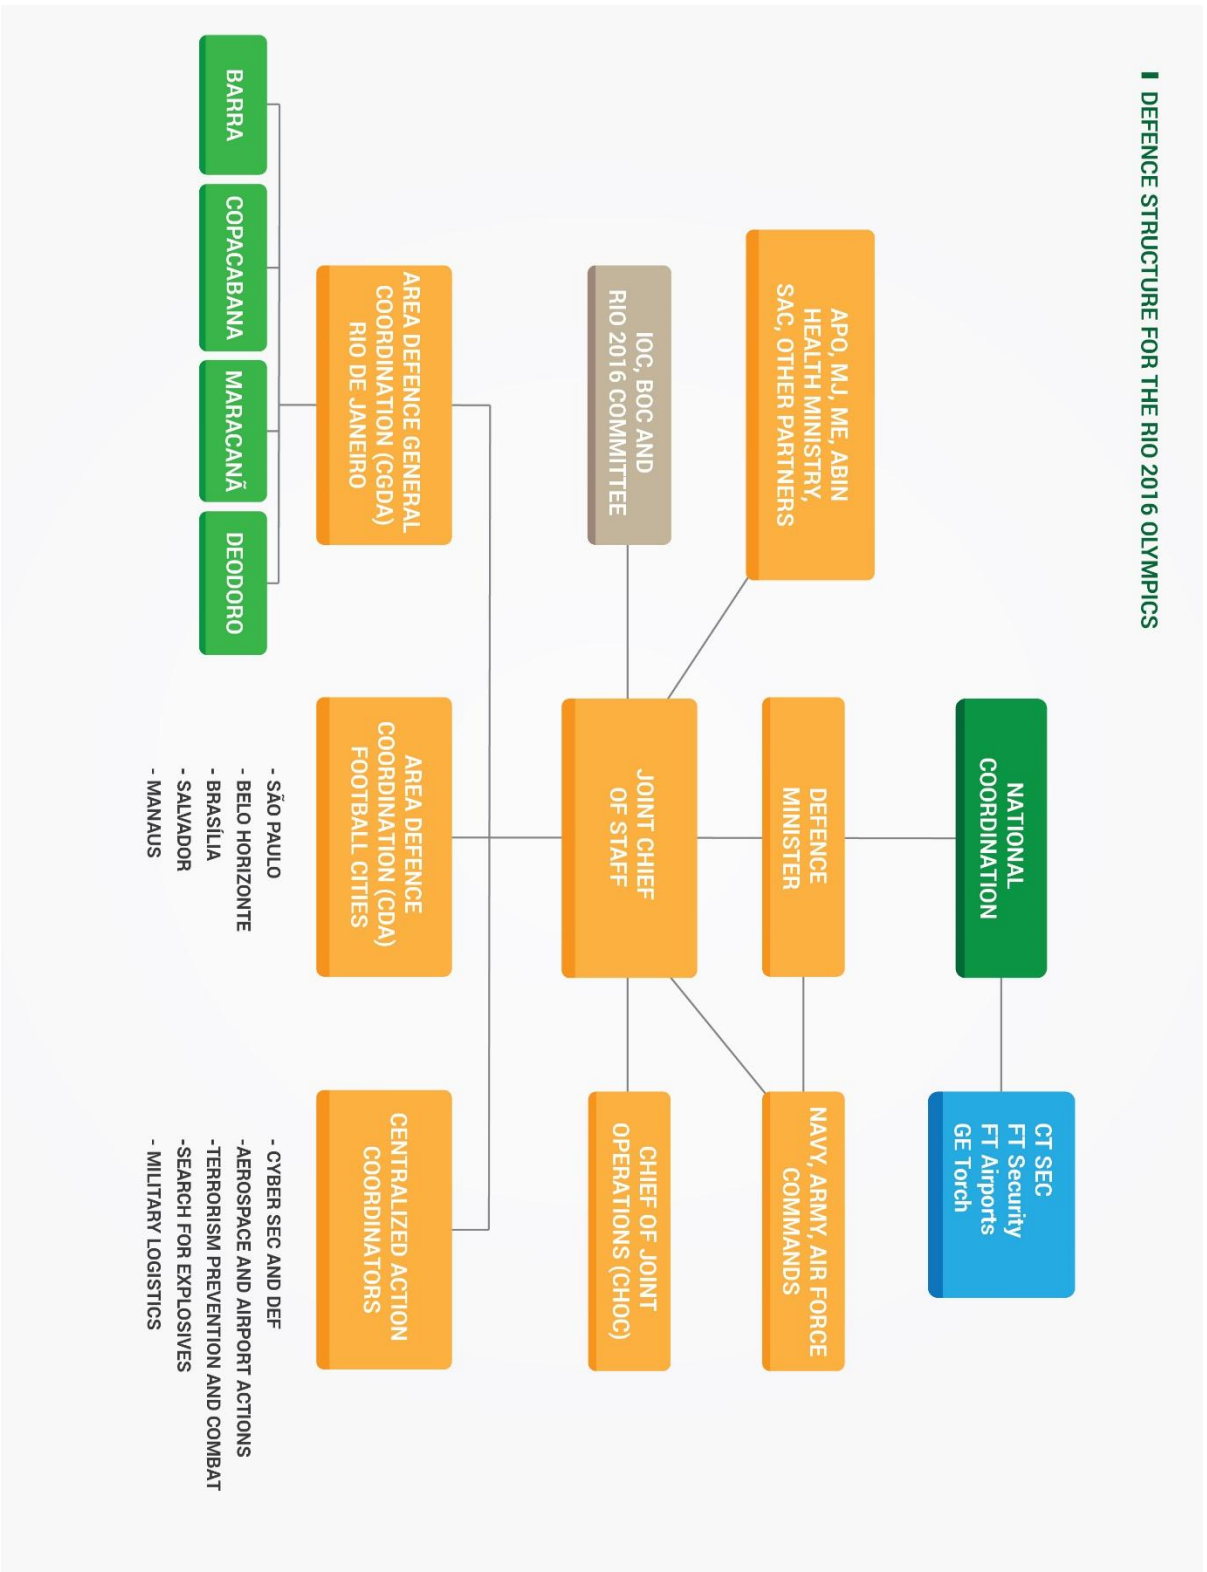 DEFENCE STRUCTURE FOR THE RIO 2016 OLYMPICS
NATIONAL
COORDINATION
CT SEC
FT Security
FT Airports
GE Torch
APO, MJ, ME, ABIN
HEALTH MINISTRY,
SAC, OTHER PARTNERS
DEFENCE
MINISTER
NAVY, ARMY, AIR FORCE
COMMANDS
IOC, BOC AND
RIO 2016 COMMITTEE
JOINT CHIEF
OF STAFF
CHIEF OF JOINT
OPERATIONS (CHOC)
AREA DEFENCE GENERAL
COORDINATION (CGDA)
RIO DE JANEIRO
AREA DEFENCE
COORDINATION (CDA)
FOOTBALL CITIES
CENTRALIZED ACTION
COORDINATORS
BARRA
COPACABANA
MARACANÃ
DEODORO
- SÃO PAULO
- BELO HORIZONTE
- BRASÍLIA
- SALVADOR
- MANAUS
- CYBER SEC AND DEF
-AEROSPACE AND AIRPORT ACTIONS
-TERRORISM PREVENTION AND COMBAT
-SEARCH FOR EXPLOSIVES
- MILITARY LOGISTICS